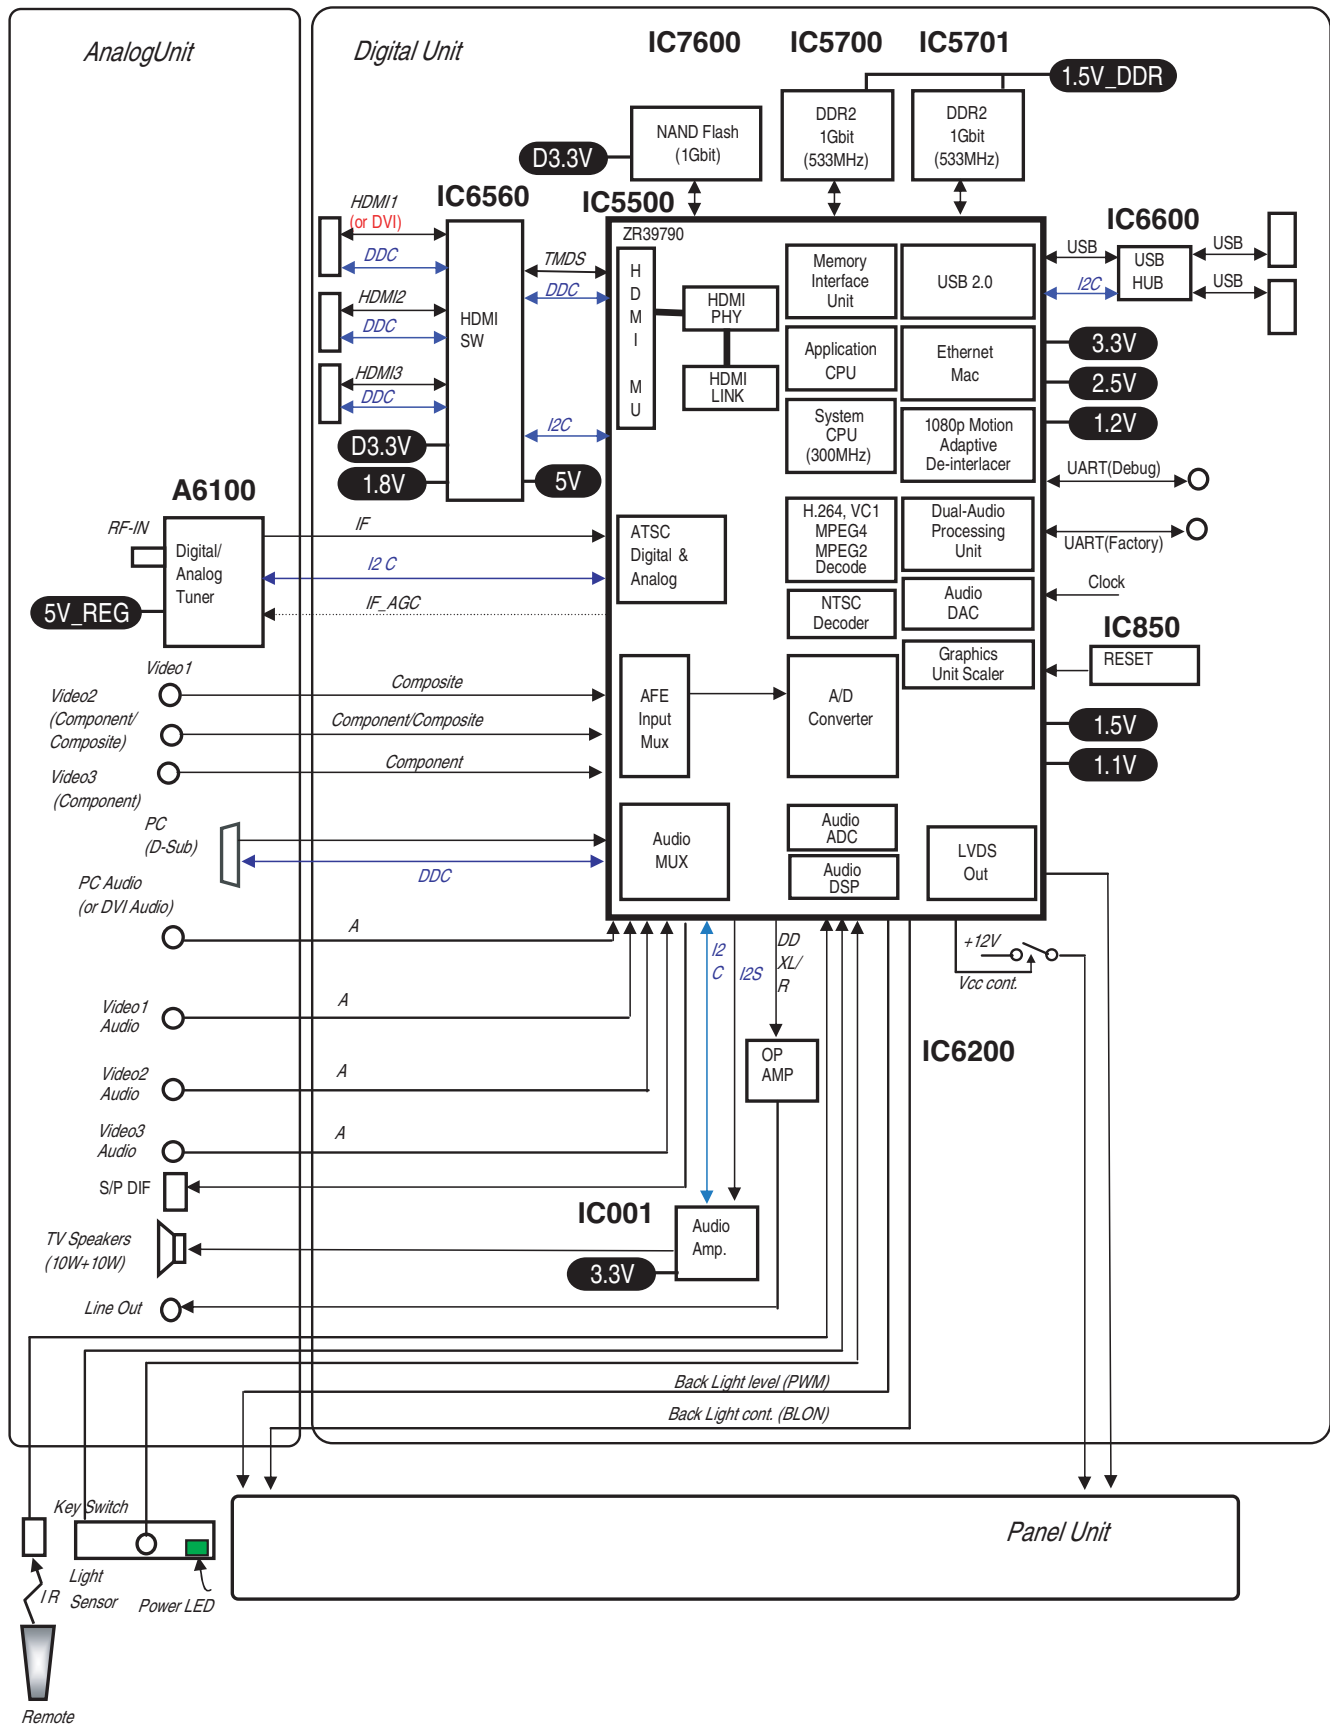 AnalogUnit
Digital Unit
IC7600
IC5700
IC5701
1.5V_DDR
NAND Flash
(1Gbit)
DDR2
1Gbit
(533MHz)
DDR2
1Gbit
(533MHz)
D3.3V
IC6560
IC5500
IC6600
HDMI1
(or DVI)
DDC
HDMI2
DDC
HDMI3
DDC
HDMI
SW
TMDS
DDC
I2C
D3.3V
1.8V
5V
ZR39790
H
D
M
I
M
U
HDMI
PHY
HDMI
LINK
Memory
Interface
Unit
USB 2.0
Application
CPU
Ethernet
Mac
System
CPU
(300MHz)
1080p Motion
Adaptive
De-interlacer
USB
I2C
USB
HUB
USB
USB
3.3V
2.5V
1.2V
UART(Debug)
UART(Factory)
Clock
A6100
RF-IN
Digital/
Analog
Tuner
5V_REG
IF
I2 C
IF_AGC
ATSC
Digital &
Analog
H.264, VC1
MPEG4
MPEG2
Decode
Dual-Audio
Processing
Unit
NTSC
Decoder
Audio
DAC
Graphics
Unit Scaler
IC850
RESET
Video1
Video2
(Component/
Composite)
Video3
(Component)
Composite
Component/Composite
Component
AFE
Input
Mux
A/D
Converter
1.5V
1.1V
PC
(D-Sub)
DDC
Audio
MUX
Audio
ADC
Audio
DSP
LVDS
Out
PC Audio
(or DVI Audio)
A
Video1
Audio
A
Video2
Audio
A
Video3
Audio
A
I2
C
I2S
DD
XL/
R
+12V
Vcc cont.
OP
AMP
IC6200
S/P DIF
TV Speakers
(10W+10W)
Line Out
IC001
Audio
Amp.
3.3V
Back Light level (PWM)
Back Light cont. (BLON)
Key Switch
Light
Sensor
Power LED
I R
Remote
Panel Unit